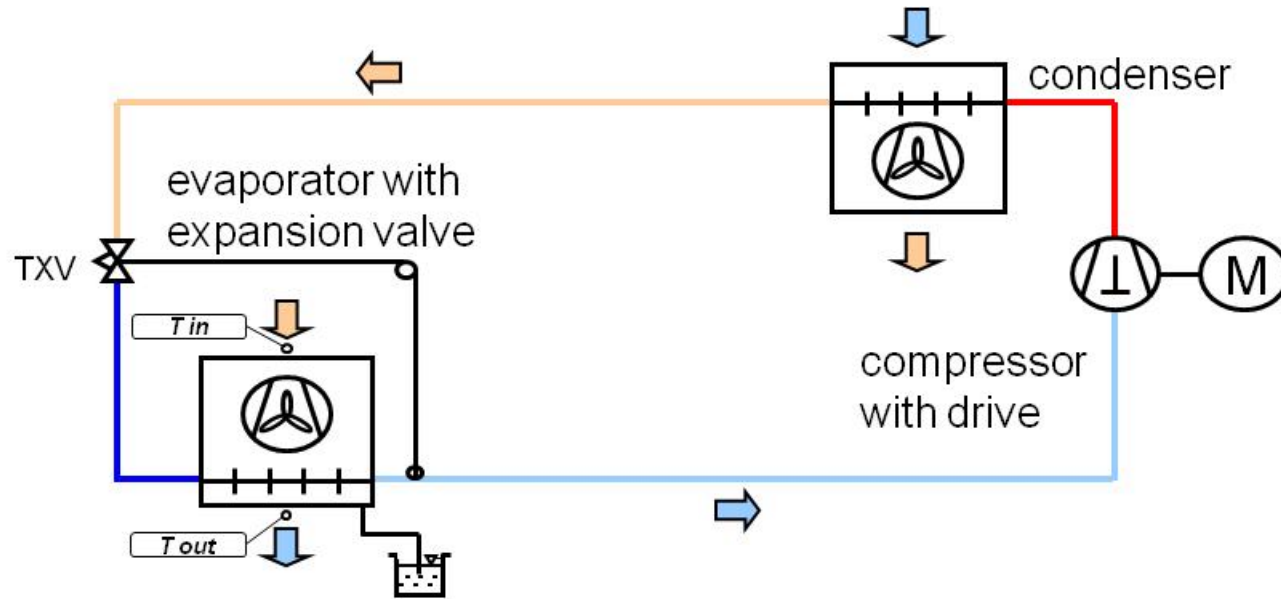 condenser
evaporator with
expansion valve
TXV
M
T in
compressor
with drive
T out